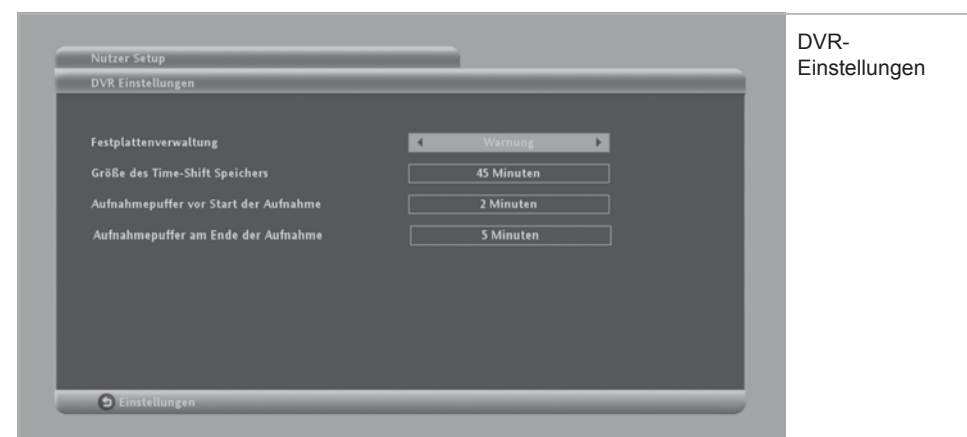 Nutzer Setup
DVR Einstellungen
Festplattenverwaltung Warnung
Größe des Time-Shift Speichers 45 Minuten
Aufnahmepuffer vor Start der Aufnahme 2 Minuten
Aufnahmepuffer am Ende der Aufnahme 5 Minuten
Einstellungen
DVR-
Einstellungen